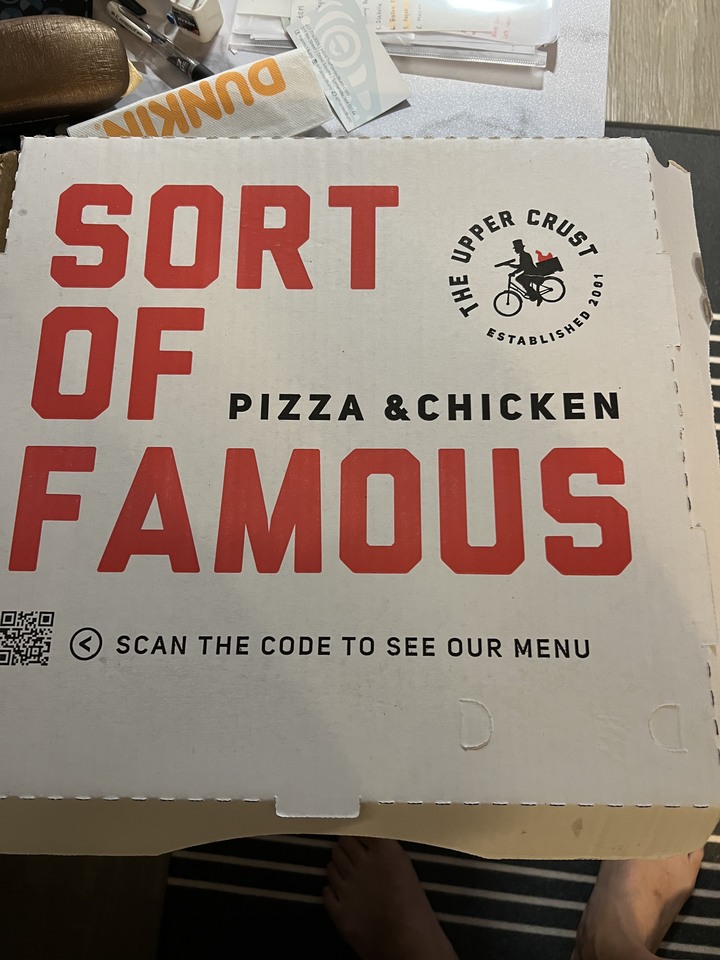 DUNKIN
SORT
OF
FAMOUS
PIZZA & CHICKEN
THE UPPER CRUST
ESTABLISHED 2001
SCAN THE CODE TO SEE OUR MENU